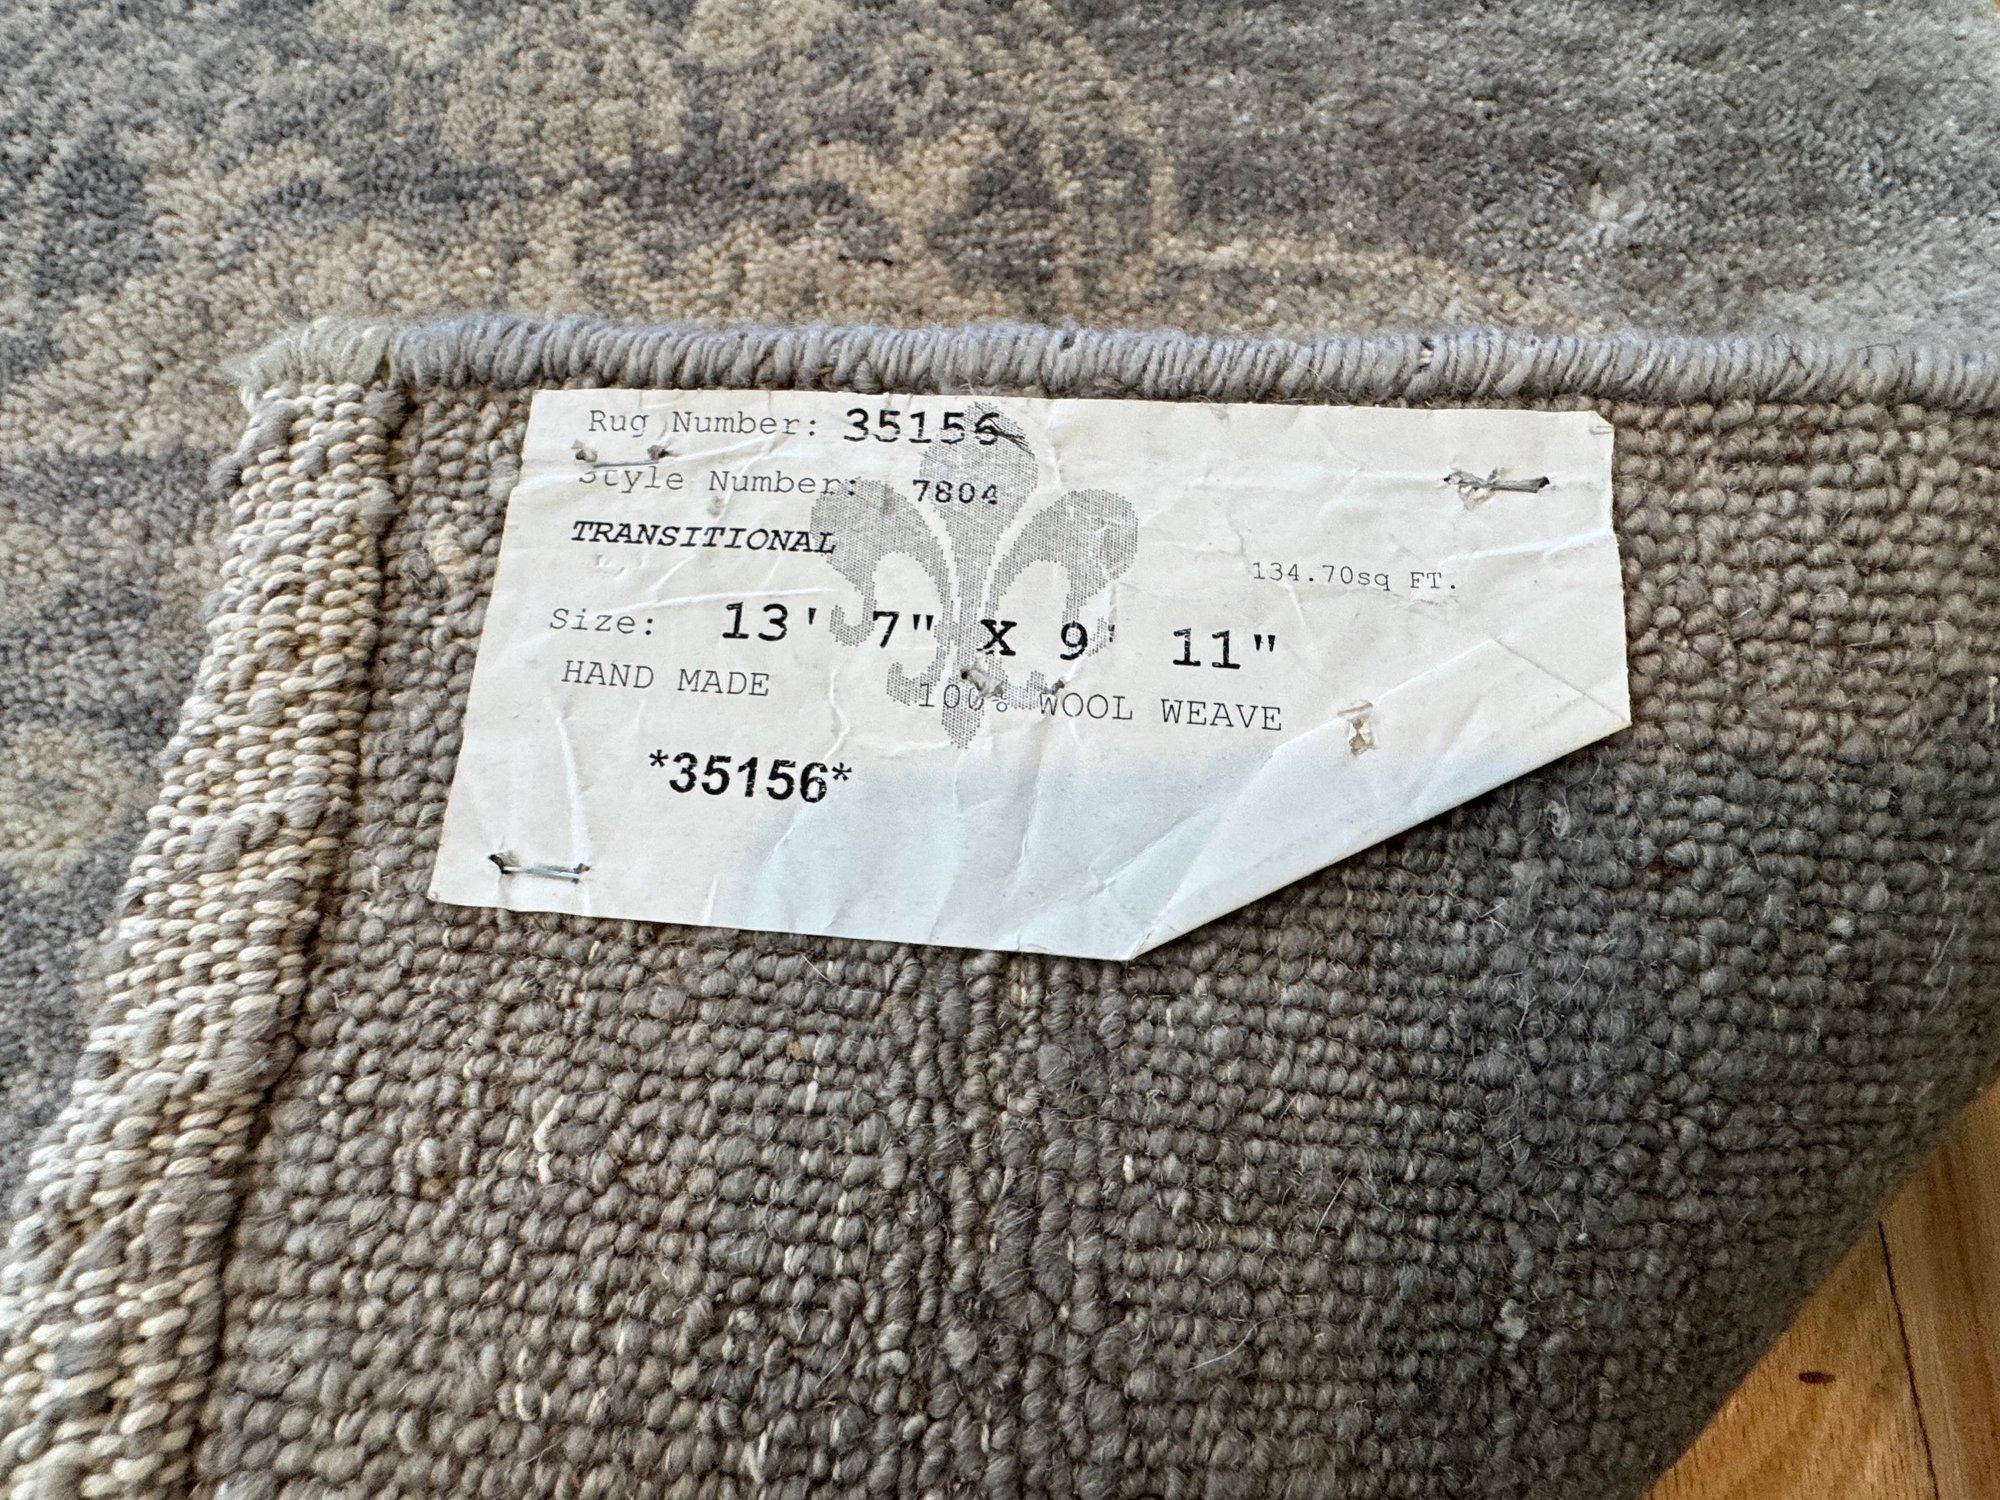 Rug Number: 35156
Style Number: 7804
TRANSITIONAL
134.70sq FT.
Size: 13' 7" X 9' 11"
HAND MADE 100% WOOL WEAVE
*35156*